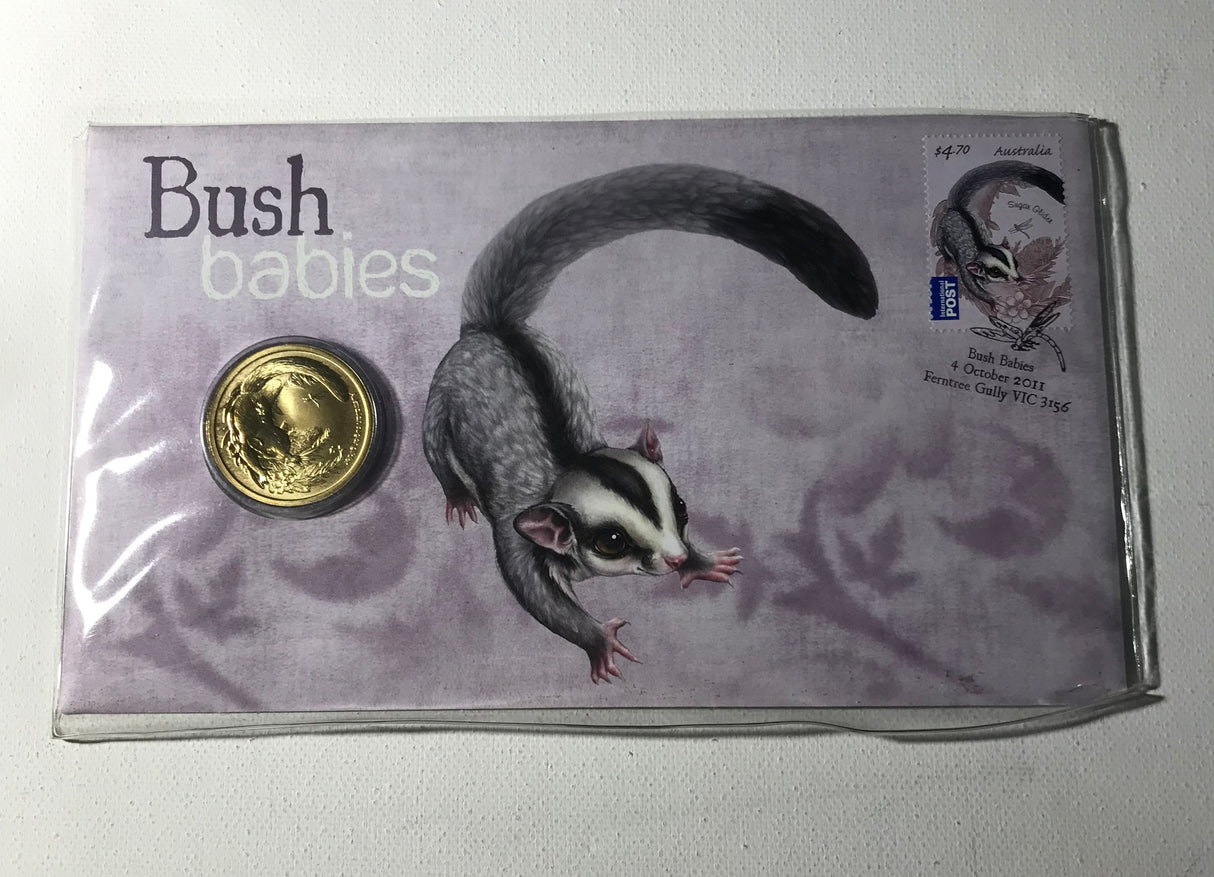 Bush
babies
$4.70 Australia
Sugar Glider
International
POST
Bush Babies
4 October 2011
Ferntree Gully VIC 3156